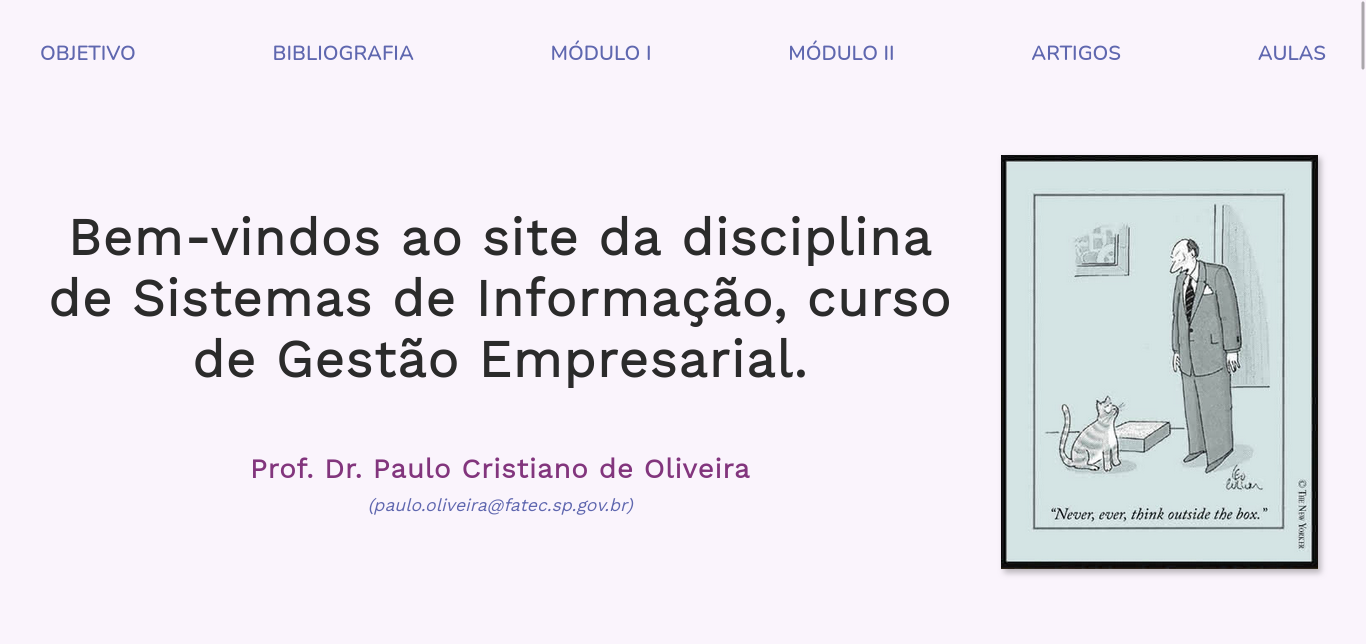 OBJETIVO BIBLIOGRAFIA MÓDULO I MÓDULO II ARTIGOS AULAS
Bem-vindos ao site da disciplina
de Sistemas de Informação, curso
de Gestão Empresarial.
Prof. Dr. Paulo Cristiano de Oliveira
(paulo.oliveira@fatec.sp.gov.br)
“Never, ever, think outside the box.”
© The New Yorker